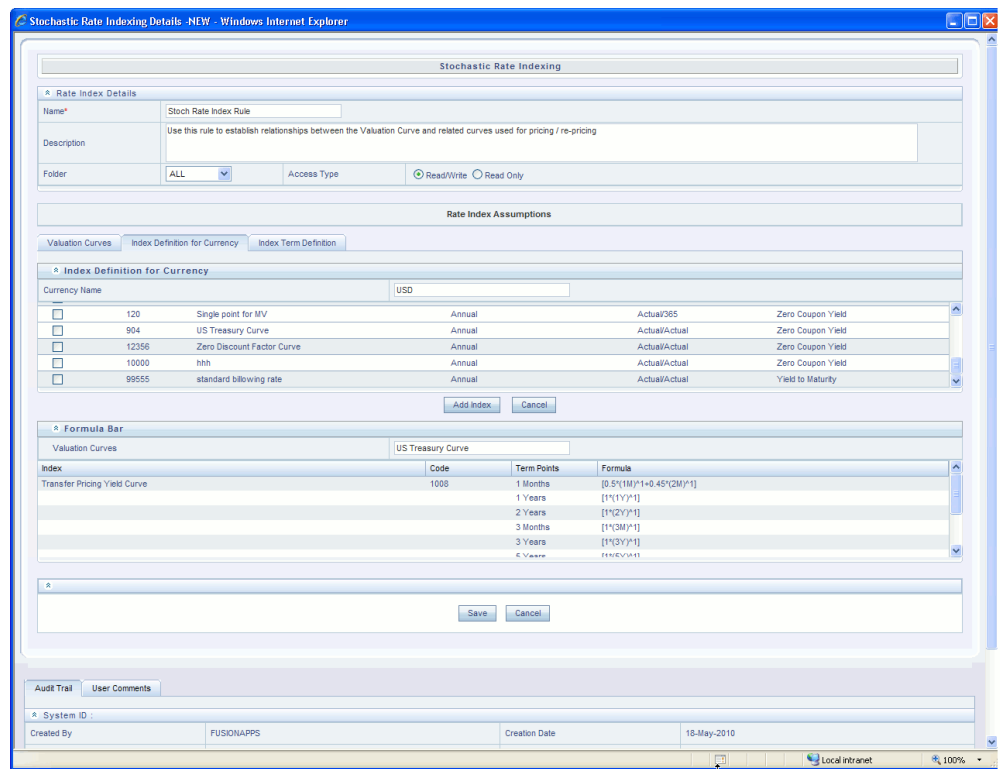 Stochastic Rate Indexing Details -NEW - Windows Internet Explorer
Stochastic Rate Indexing
Rate Index Details
Name* Stoch Rate Index Rule
Description Use this rule to establish relationships between the Valuation Curve and related curves used for pricing / re-pricing
Folder ALL Access Type Read/Write Read Only
Rate Index Assumptions
Valuation Curves Index Definition for Currency Index Term Definition
Index Definition for Currency
Currency Name USD
120 Single point for MV Annual Actual/365 Zero Coupon Yield
904 US Treasury Curve Annual Actual/Actual Zero Coupon Yield
12356 Zero Discount Factor Curve Annual Actual/Actual Zero Coupon Yield
10000 hhh Annual Actual/Actual Zero Coupon Yield
99555 standard billowing rate Annual Actual/Actual Yield to Maturity
Add Index Cancel
Formula Bar
Valuation Curves US Treasury Curve
Index Code Term Points Formula
Transfer Pricing Yield Curve 1008 1 Months [0.5*(1M)^1+0.45*(2M)^1]
1 Years [1*(1Y)^1]
2 Years [1*(2Y)^1]
3 Months [1*(3M)^1]
3 Years [1*(3Y)^1]
5 Years [1*(5Y)^1]
Save Cancel
Audit Trail User Comments
System ID :
Created By FUSIONAPPS Creation Date 18-May-2010
Local intranet 100%